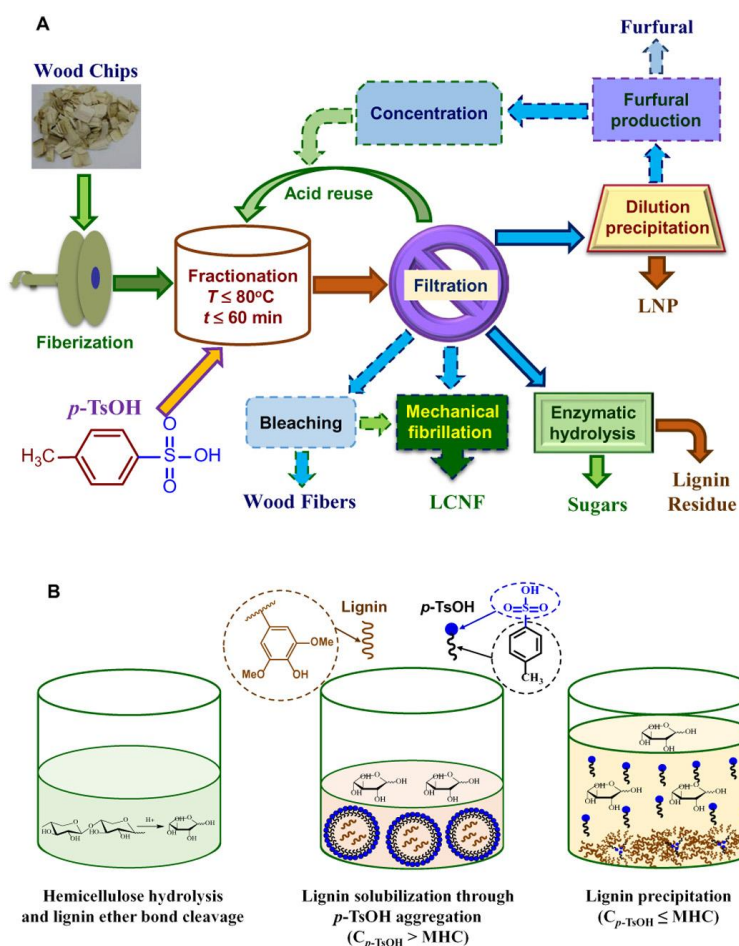 A
Furfural
Wood Chips
Concentration
Furfural
production
Acid reuse
Dilution
precipitation
Fractionation
T ≤ 80°C
t ≤ 60 min
Filtration
LNP
Fiberization
p-TsOH
H₃C
O
S
OH
O
Bleaching
Mechanical
fibrillation
Enzymatic
hydrolysis
Wood Fibers
LCNF
Sugars
Lignin
Residue
B
Lignin
OMe
MeO
OH
p-TsOH
OH
O=S=O
CH₃
H+
Hemicellulose hydrolysis
and lignin ether bond cleavage
Lignin solubilization through
p-TsOH aggregation
(Cp-TsOH > MHC)
Lignin precipitation
(Cp-TsOH ≤ MHC)